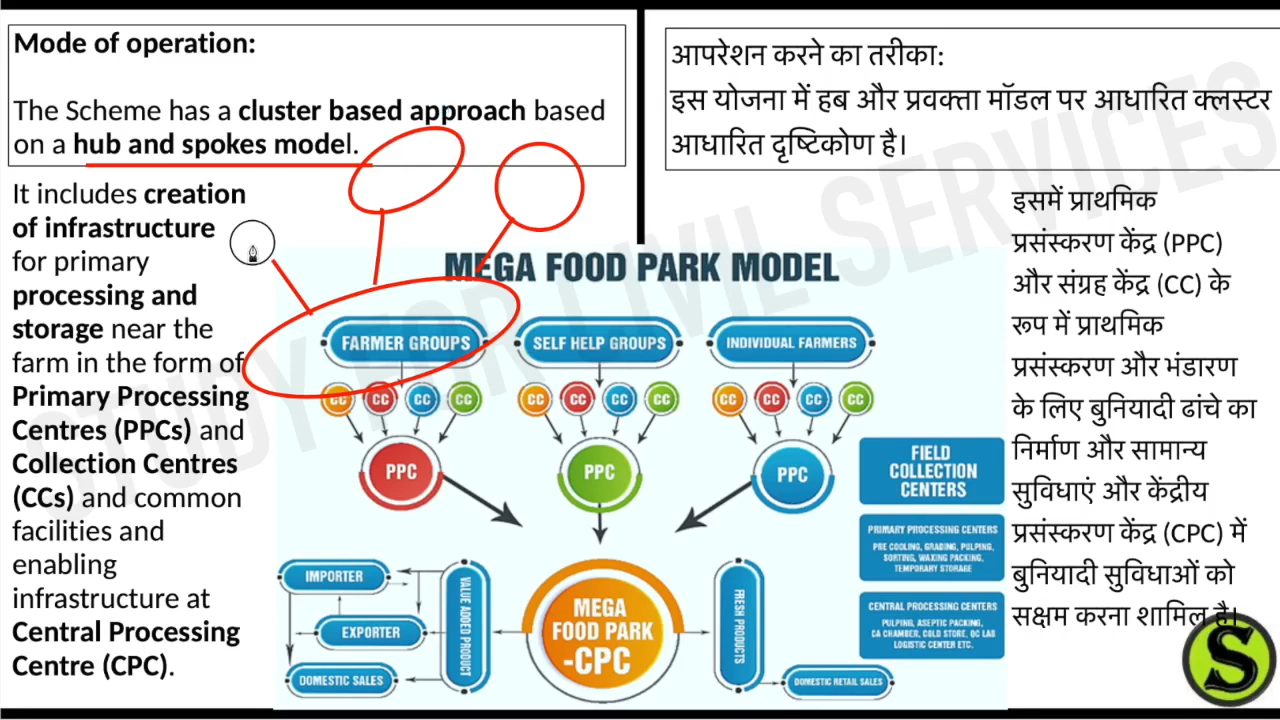 Mode of operation:
The Scheme has a cluster based approach based
on a hub and spokes model.
It includes creation
of infrastructure
for primary
processing and
storage near the
farm in the form of
Primary Processing
Centres (PPCs) and
Collection Centres
(CCs) and common
facilities and
enabling
infrastructure at
Central Processing
Centre (CPC).
आपरेशन करने का तरीका:
इस योजना में हब और प्रवक्ता मॉडल पर आधारित क्लस्टर
आधारित दृष्टिकोण है।
इसमें प्राथमिक
प्रसंस्करण केंद्र (PPC)
और संग्रह केंद्र (CC) के
रूप में प्राथमिक
प्रसंस्करण और भंडारण
के लिए बुनियादी ढांचे का
निर्माण और सामान्य
सुविधाएं और केंद्रीय
प्रसंस्करण केंद्र (CPC) में
बुनियादी सुविधाओं को
सक्षम करना शामिल है।
MEGA FOOD PARK MODEL
FARMER GROUPS
SELF HELP GROUPS
INDIVIDUAL FARMERS
CC CC CC CC
CC CC CC CC
CC CC CC CC
PPC
PPC
PPC
FIELD
COLLECTION
CENTERS
PRIMARY PROCESSING CENTERS
PRE COOLING, GRADING, PULPING,
SORTING, WAXING PACKING,
TEMPORARY STORAGE
CENTRAL PROCESSING CENTERS
PULPING, ASEPTIC PACKING,
CA CHAMBER, COLD STORE, QC LAB
LOGISTIC CENTER ETC.
IMPORTER
EXPORTER
DOMESTIC SALES
VALUE ADDED PRODUCT
MEGA
FOOD PARK
-CPC
FRESH PRODUCTS
DOMESTIC RETAIL SALES
STUDY FOR CIVIL SERVICES
S